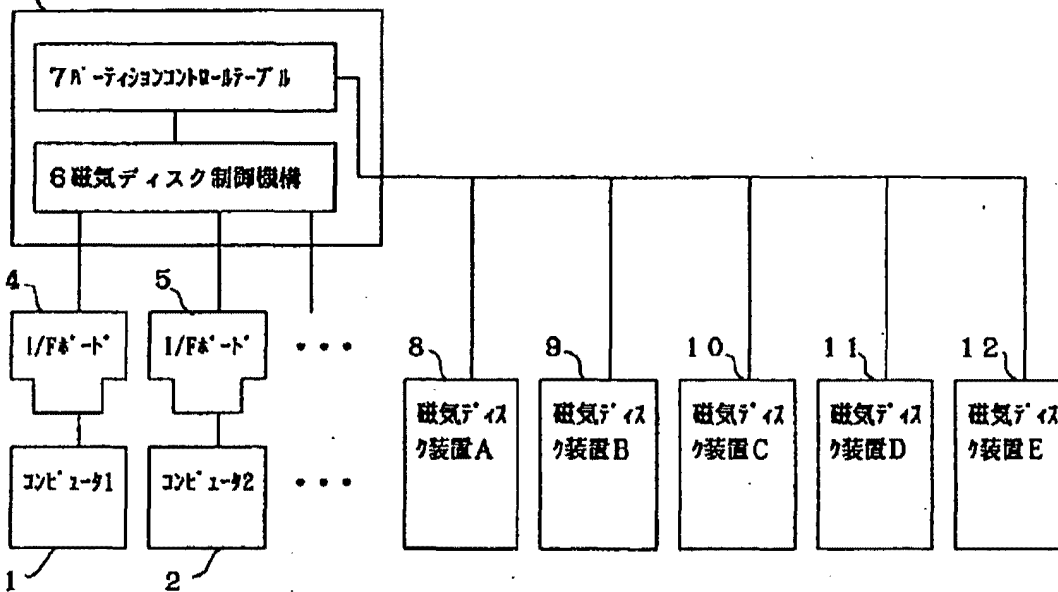 7パーティションコントロールテーブル
6磁気ディスク制御機構
4
5
I/Fボード
I/Fボード
・・・
8
9
10
11
12
磁気ディス
ク装置A
磁気ディス
ク装置B
磁気ディス
ク装置C
磁気ディス
ク装置D
磁気ディス
ク装置E
コンピュータ1
コンピュータ2
・・・
1
2